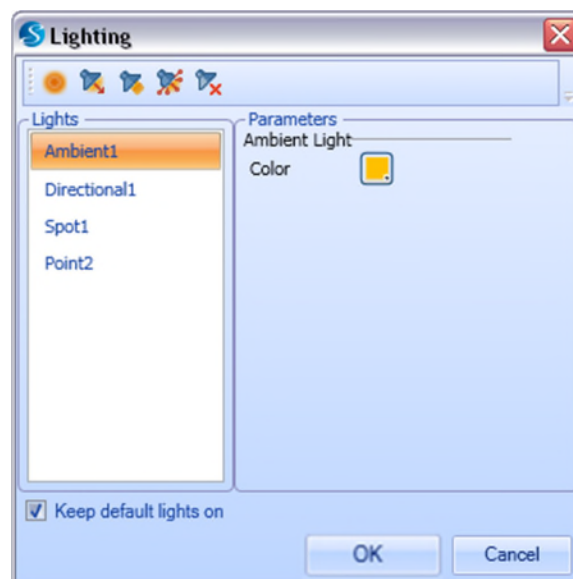 Lighting
Lights
Parameters
Ambient1
Ambient Light
Directional1
Color
Spot1
Point2
Keep default lights on
OK
Cancel